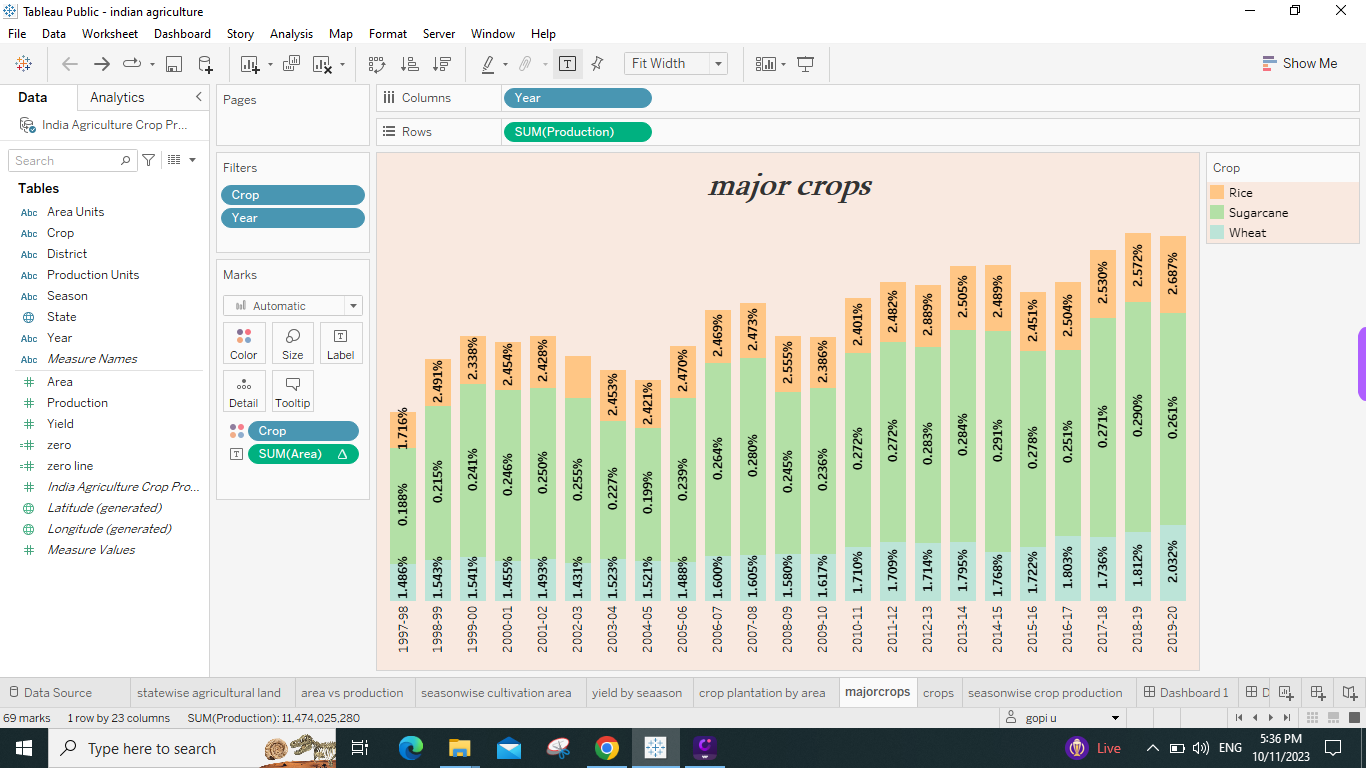 Tableau Public - indian agriculture
File Data Worksheet Dashboard Story Analysis Map Format Server Window Help
Fit Width
Show Me
Data Analytics
India Agriculture Crop Pr...
Search
Tables
Abc Area Units
Abc Crop
Abc District
Abc Production Units
Abc Season
State
Abc Year
Abc Measure Names
Area
Production
Yield
zero
zero line
India Agriculture Crop Pro...
Latitude (generated)
Longitude (generated)
Measure Values
Pages
Filters
Crop
Year
Marks
Automatic
Color Size Label
Detail Tooltip
Crop
SUM(Area) Δ
Columns Year
Rows SUM(Production)
major crops
1.716% 2.491% 2.338% 2.454% 2.428% 2.453% 2.421% 2.470% 2.469% 2.473% 2.555% 2.386% 2.401% 2.482% 2.889% 2.505% 2.489% 2.451% 2.504% 2.530% 2.572% 2.687%
0.188% 0.215% 0.241% 0.246% 0.250% 0.255% 0.227% 0.199% 0.239% 0.264% 0.280% 0.245% 0.236% 0.272% 0.272% 0.283% 0.284% 0.291% 0.278% 0.251% 0.271% 0.290% 0.261%
1.486% 1.543% 1.541% 1.455% 1.493% 1.431% 1.523% 1.521% 1.488% 1.600% 1.605% 1.580% 1.617% 1.710% 1.709% 1.714% 1.795% 1.768% 1.722% 1.803% 1.736% 1.812% 2.032%
1997-98 1998-99 1999-00 2000-01 2001-02 2002-03 2003-04 2004-05 2005-06 2006-07 2007-08 2008-09 2009-10 2010-11 2011-12 2012-13 2013-14 2014-15 2015-16 2016-17 2017-18 2018-19 2019-20
Crop
Rice
Sugarcane
Wheat
Data Source statewise agricultural land area vs production seasonwise cultivation area yield by seaason crop plantation by area majorcrops crops seasonwise crop production Dashboard 1 D
69 marks 1 row by 23 columns SUM(Production): 11,474,025,280 gopi u
Type here to search
Live
ENG
5:36 PM
10/11/2023